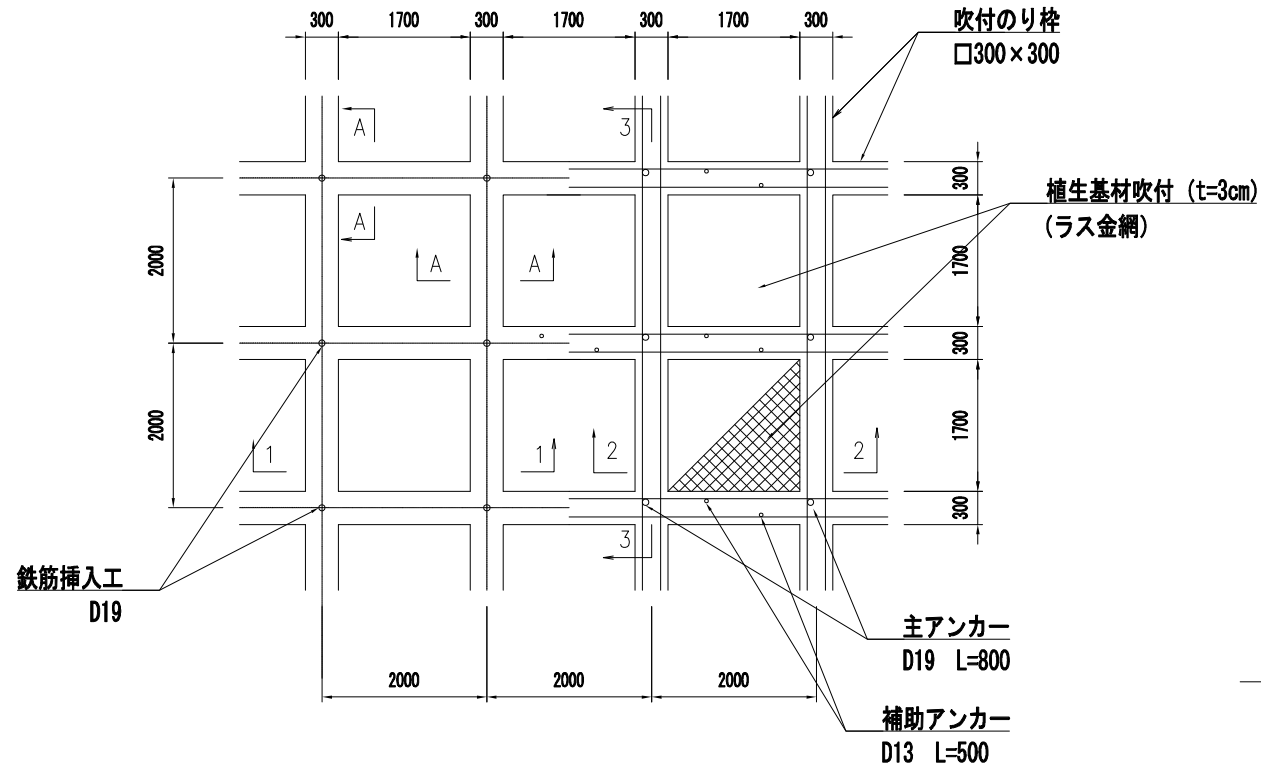 300 1700 300 1700 300 1700 300
吹付のり枠
□300×300
A
3
300
植生基材吹付 (t=3cm)
(ラス金網)
A
2000
1700
A
A
300
2000
1700
1
1
2
2
300
3
鉄筋挿入工
D19
主アンカー
D19 L=800
2000 2000 2000
補助アンカー
D13 L=500